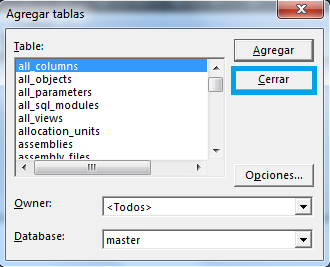 Agregar tablas
Table:
all_columns
all_objects
all_parameters
all_sql_modules
all_views
allocation_units
assemblies
assembly_files
Agregar
Cerrar
Opciones...
Owner:
<Todos>
Database:
master